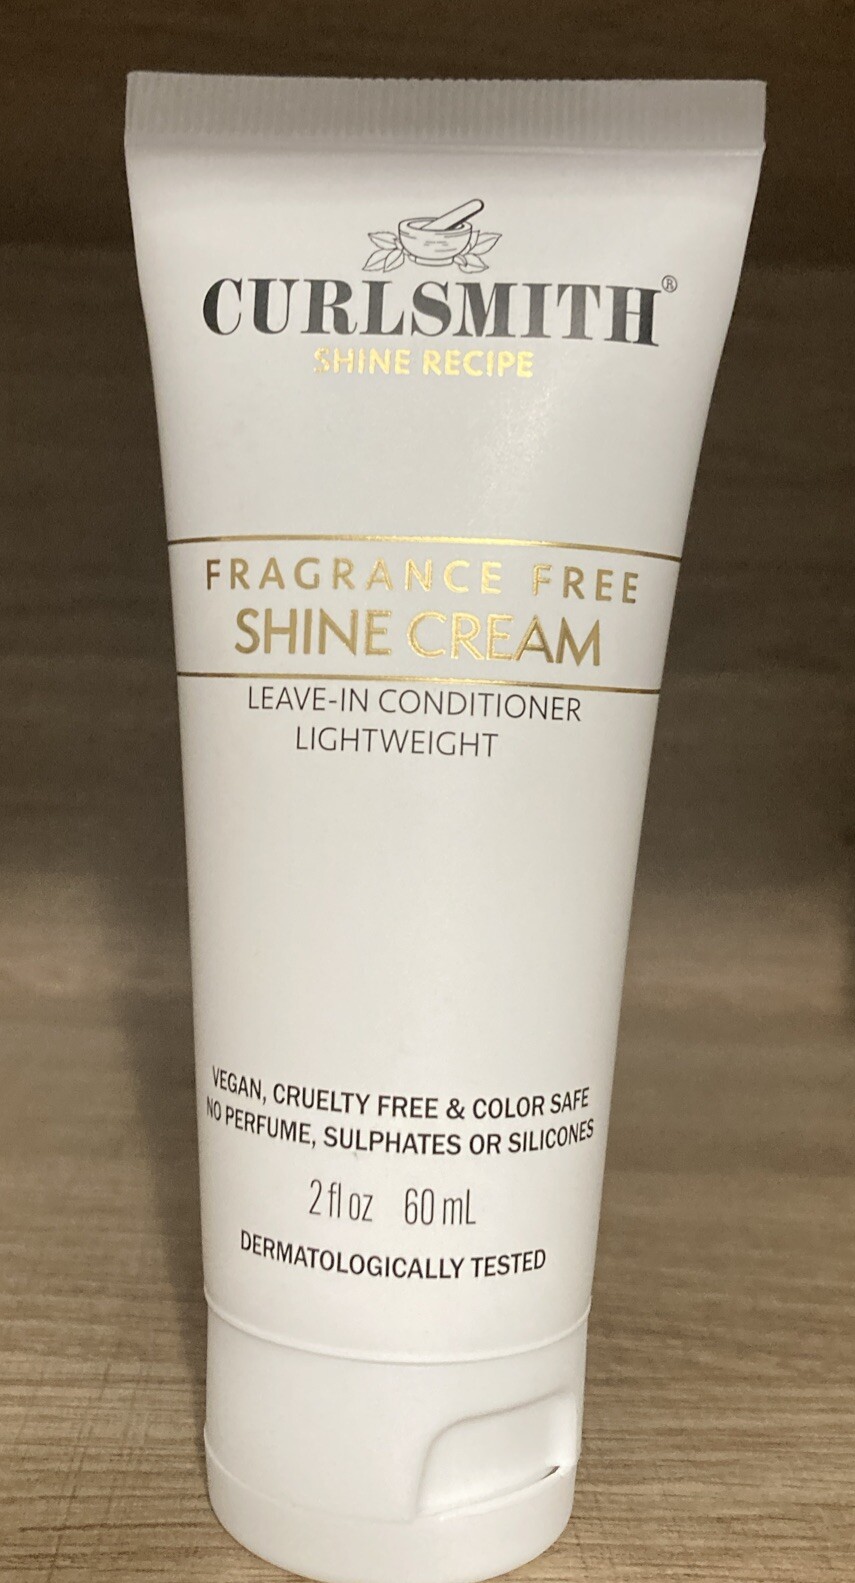 CURLSMITH®
SHINE RECIPE
FRAGRANCE FREE
SHINE CREAM
LEAVE-IN CONDITIONER
LIGHTWEIGHT
VEGAN, CRUELTY FREE & COLOR SAFE
NO PERFUME, SULPHATES OR SILICONES
2 fl oz 60 mL
DERMATOLOGICALLY TESTED